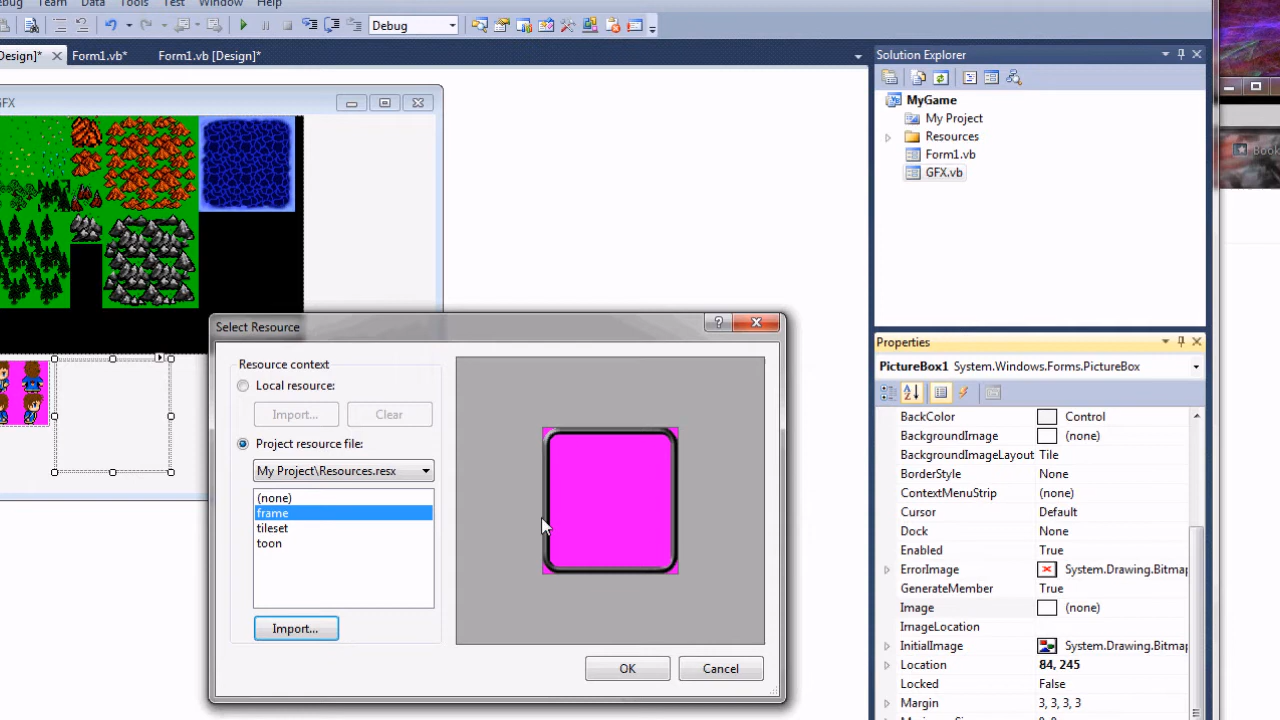 Debug Team Data Tools Test Window Help
Debug
Design]* Form1.vb* Form1.vb [Design]*
GFX
Solution Explorer
MyGame
My Project
Resources
Form1.vb
GFX.vb
Book
Select Resource
?
Resource context
Local resource:
Import... Clear
Project resource file:
My Project\Resources.resx
(none)
frame
tileset
toon
Import...
OK Cancel
Properties
PictureBox1 System.Windows.Forms.PictureBox
BackColor Control
BackgroundImage (none)
BackgroundImageLayout Tile
BorderStyle None
ContextMenuStrip (none)
Cursor Default
Dock None
Enabled True
ErrorImage System.Drawing.Bitmap
GenerateMember True
Image (none)
ImageLocation
InitialImage System.Drawing.Bitmap
Location 84, 245
Locked False
Margin 3, 3, 3, 3